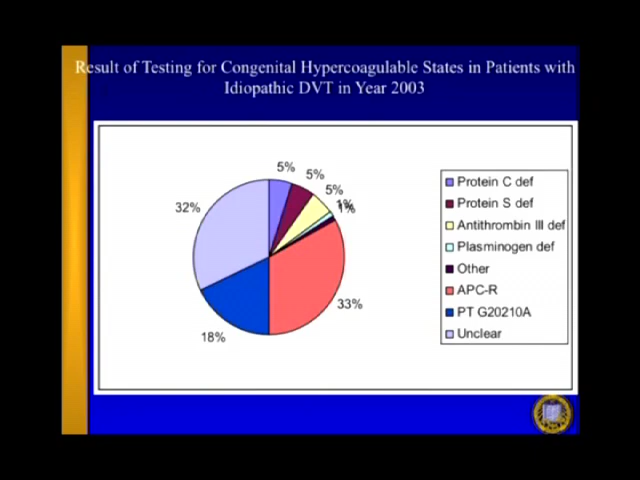 Result of Testing for Congenital Hypercoagulable States in Patients with
Idiopathic DVT in Year 2003
5%
5%
5%
1%
1%
33%
18%
32%
Protein C def
Protein S def
Antithrombin III def
Plasminogen def
Other
APC-R
PT G20210A
Unclear